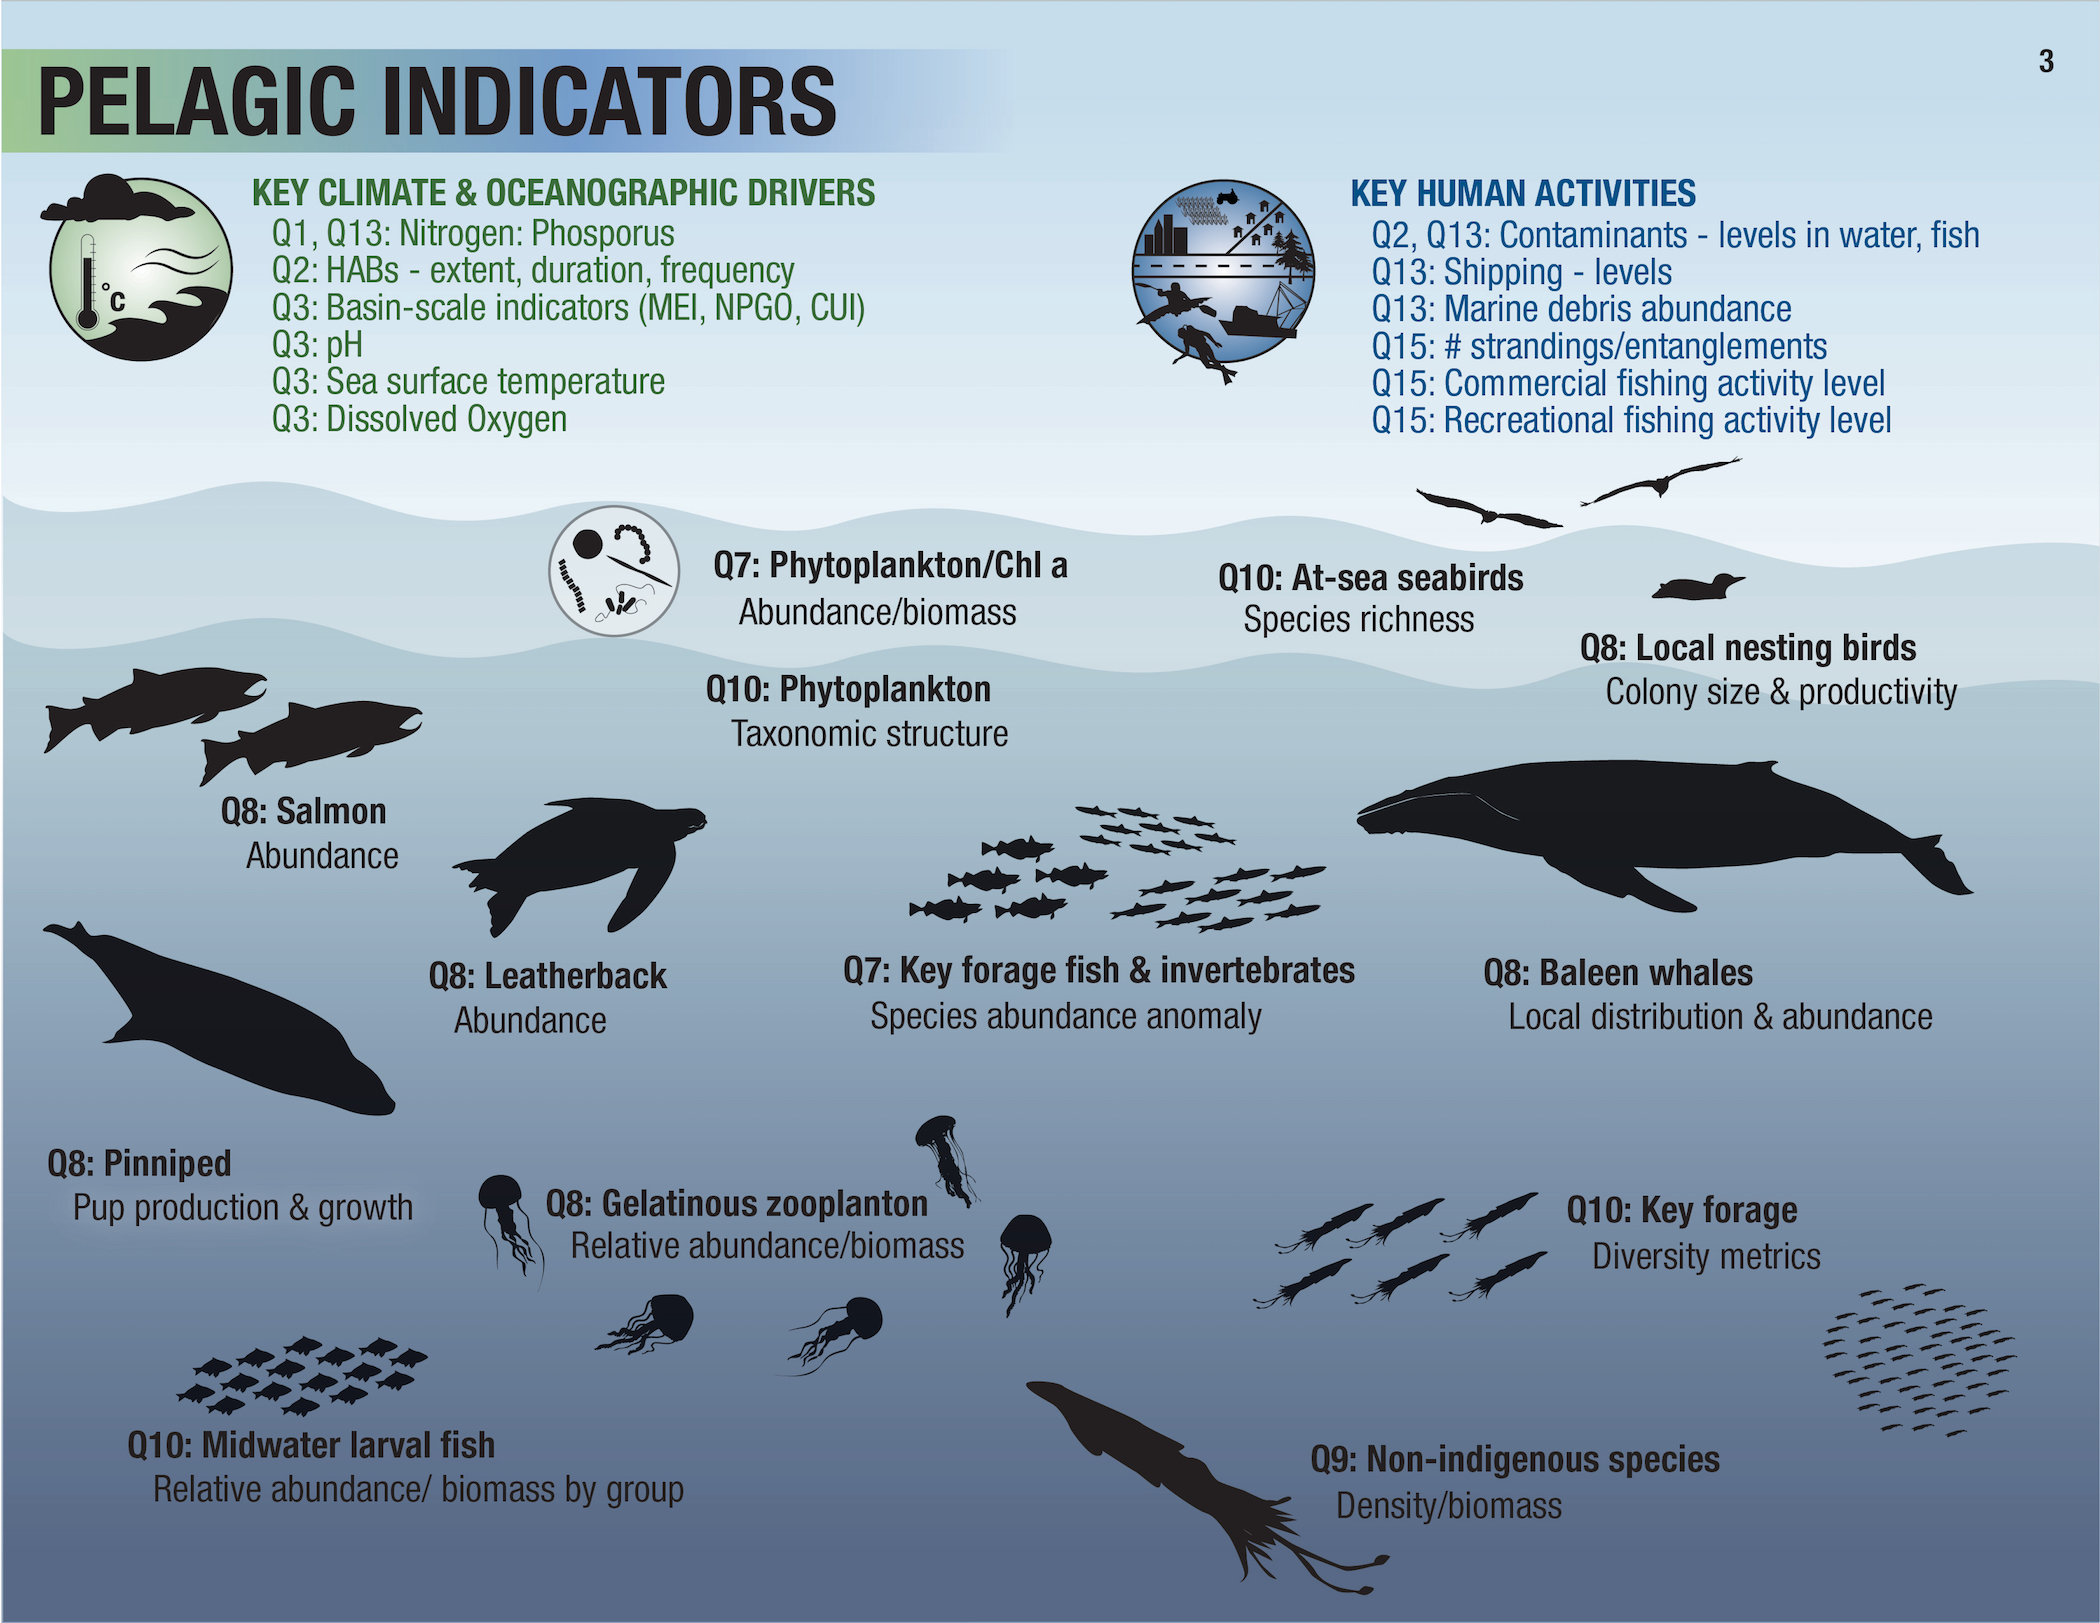 3
PELAGIC INDICATORS
KEY CLIMATE & OCEANOGRAPHIC DRIVERS
Q1, Q13: Nitrogen: Phosporus
Q2: HABs - extent, duration, frequency
Q3: Basin-scale indicators (MEI, NPGO, CUI)
Q3: pH
Q3: Sea surface temperature
Q3: Dissolved Oxygen
°C
KEY HUMAN ACTIVITIES
Q2, Q13: Contaminants - levels in water, fish
Q13: Shipping - levels
Q13: Marine debris abundance
Q15: # strandings/entanglements
Q15: Commercial fishing activity level
Q15: Recreational fishing activity level
Q7: Phytoplankton/Chl a
Abundance/biomass
Q10: At-sea seabirds
Species richness
Q8: Local nesting birds
Colony size & productivity
Q10: Phytoplankton
Taxonomic structure
Q8: Salmon
Abundance
Q8: Leatherback
Abundance
Q7: Key forage fish & invertebrates
Species abundance anomaly
Q8: Baleen whales
Local distribution & abundance
Q8: Pinniped
Pup production & growth
Q8: Gelatinous zooplanton
Relative abundance/biomass
Q10: Key forage
Diversity metrics
Q10: Midwater larval fish
Relative abundance/ biomass by group
Q9: Non-indigenous species
Density/biomass